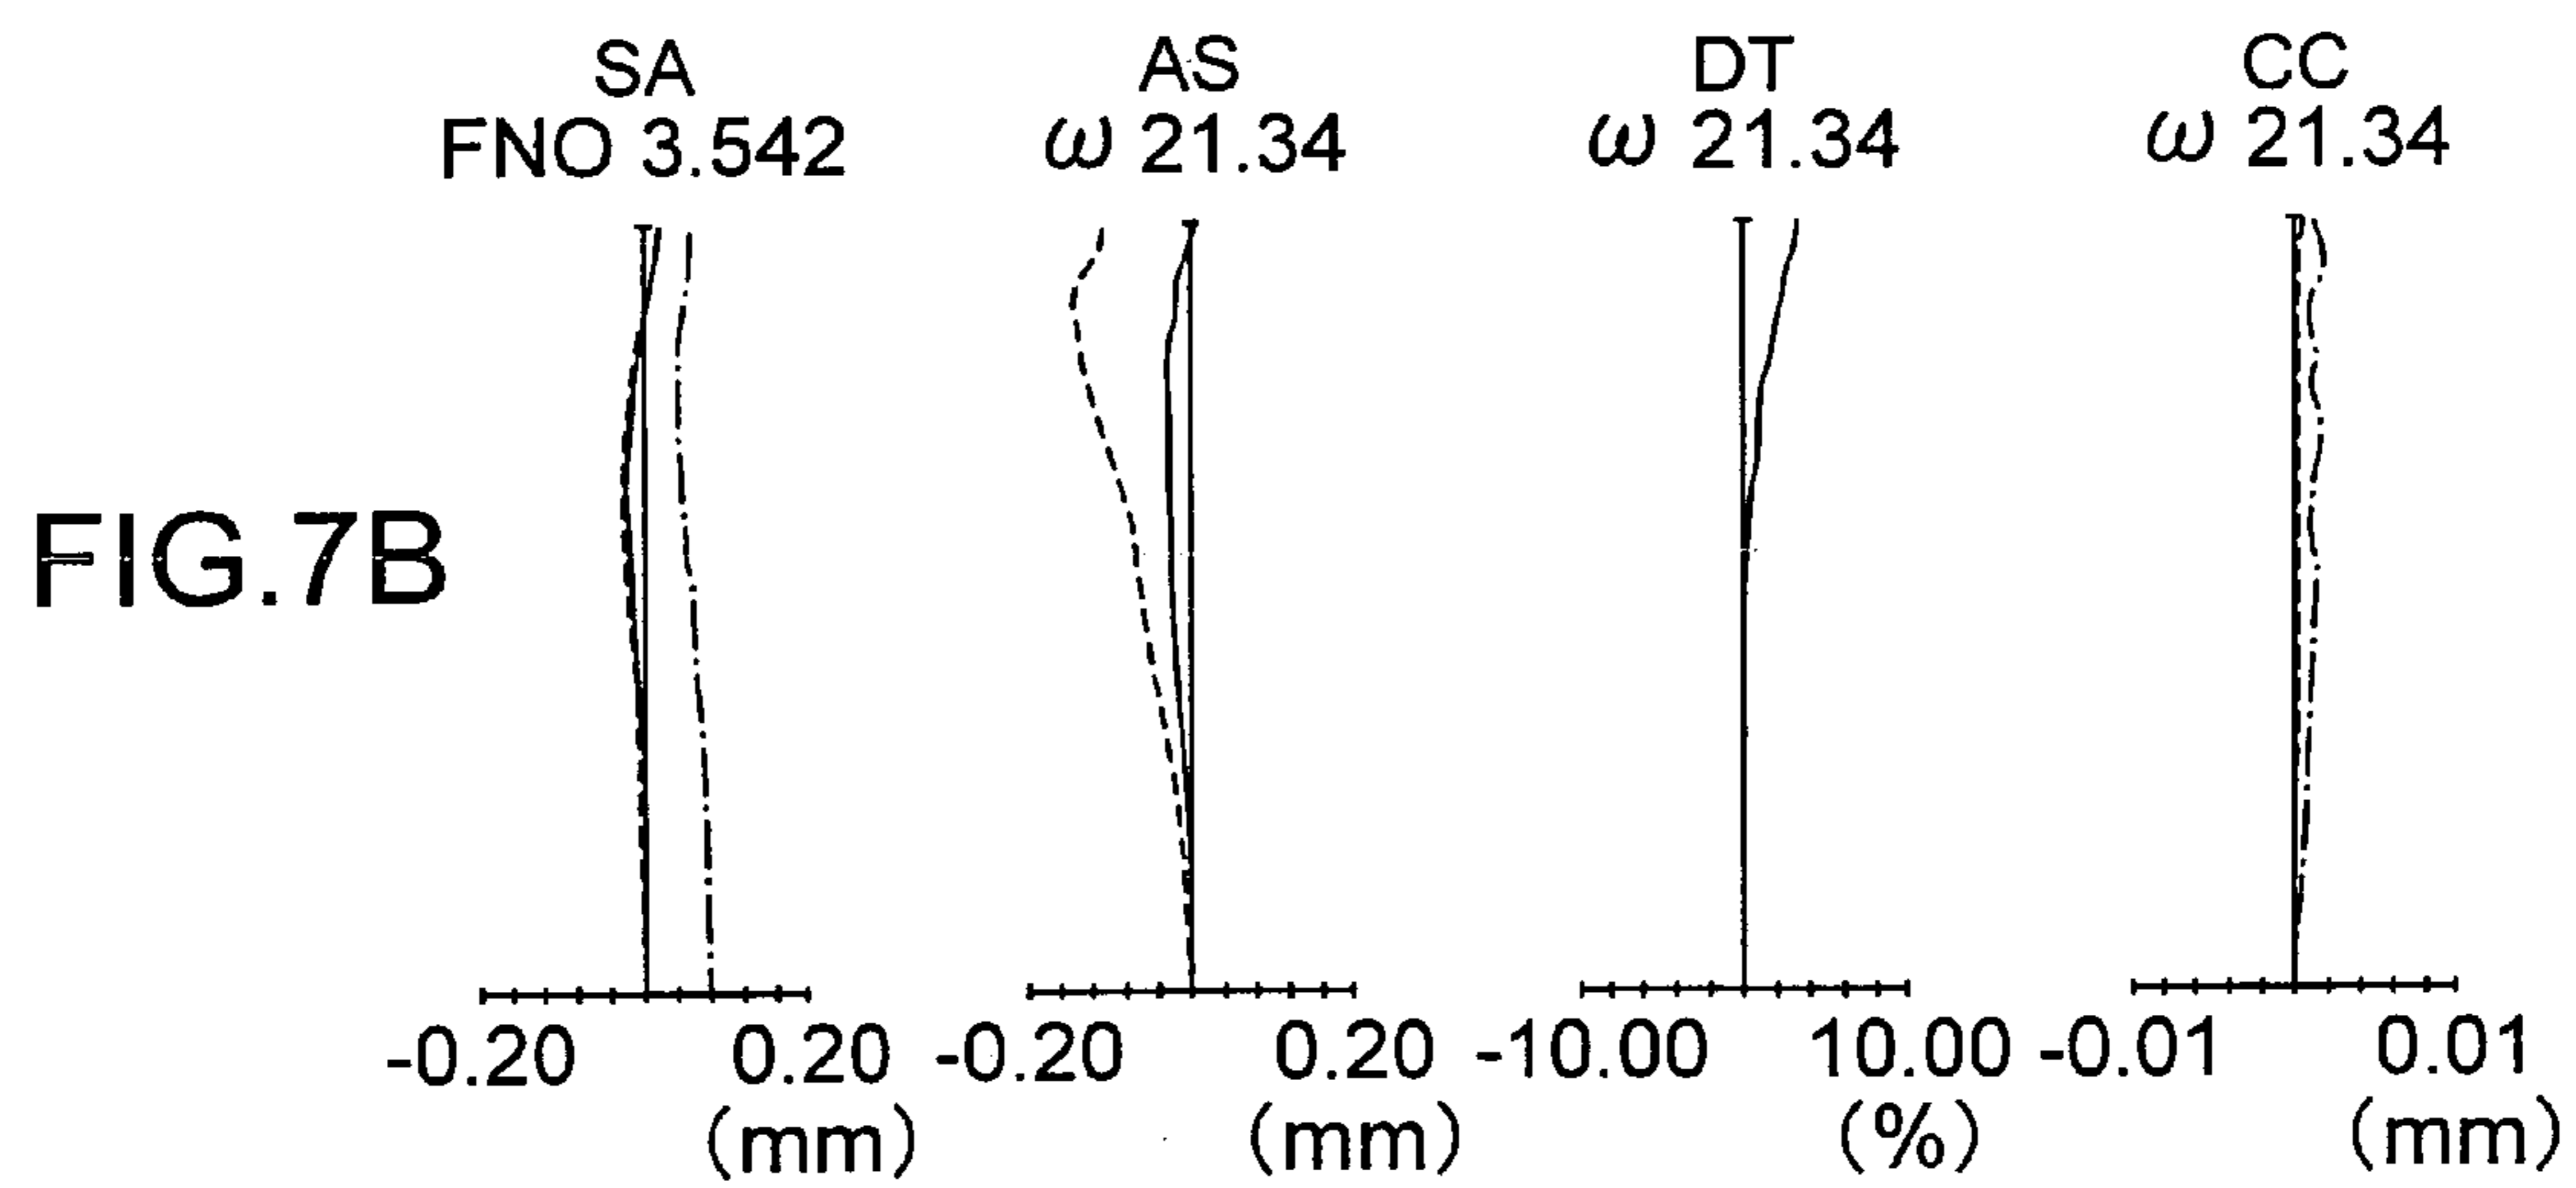 SA AS DT CC
FNO 3.542 ω 21.34 ω 21.34 ω 21.34
FIG.7B
-0.20 0.20 -0.20 0.20 -10.00 10.00 -0.01 0.01
(mm) (mm) (%) (mm)